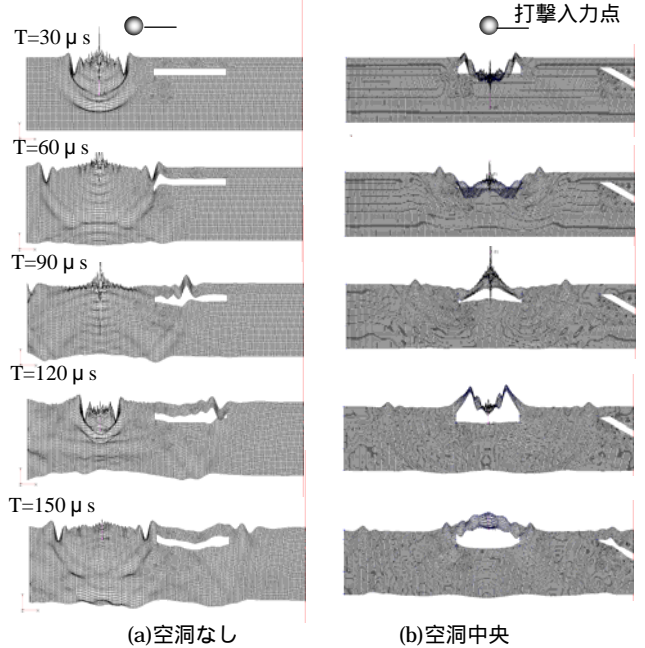 打撃入力点
T=30 μ s
T=60 μ s
T=90 μ s
T=120 μ s
T=150 μ s
(a)空洞なし
(b)空洞中央